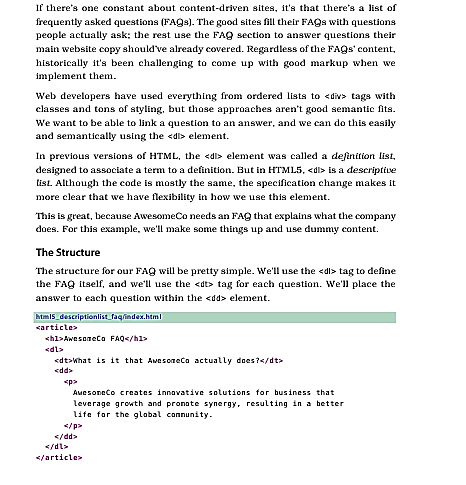 If there's one constant about content-driven sites, it's that there's a list of
frequently asked questions (FAQs). The good sites fill their FAQs with questions
people actually ask; the rest use the FAQ section to answer questions their
main website copy should've already covered. Regardless of the FAQs' content,
historically it's been challenging to come up with good markup when we
implement them.
Web developers have used everything from ordered lists to <div> tags with
classes and tons of styling, but those approaches aren't good semantic fits.
We want to be able to link a question to an answer, and we can do this easily
and semantically using the <dl> element.
In previous versions of HTML, the <dl> element was called a definition list,
designed to associate a term to a definition. But in HTML5, <dl> is a descriptive
list. Although the code is mostly the same, the specification change makes it
more clear that we have flexibility in how we use this element.
This is great, because AwesomeCo needs an FAQ that explains what the company
does. For this example, we'll make some things up and use dummy content.
The Structure
The structure for our FAQ will be pretty simple. We'll use the <dl> tag to define
the FAQ itself, and we'll use the <dt> tag for each question. We'll place the
answer to each question within the <dd> element.
html5_descriptionlist_faq/index.html
<article>
<h1>AwesomeCo FAQ</h1>
<dl>
<dt>What is it that AwesomeCo actually does?</dt>
<dd>
<p>
AwesomeCo creates innovative solutions for business that
leverage growth and promote synergy, resulting in a better
life for the global community.
</p>
</dd>
</dl>
</article>